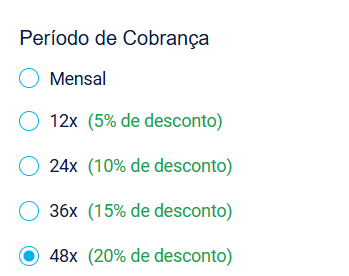 Período de Cobrança
Mensal
12x (5% de desconto)
24x (10% de desconto)
36x (15% de desconto)
48x (20% de desconto)